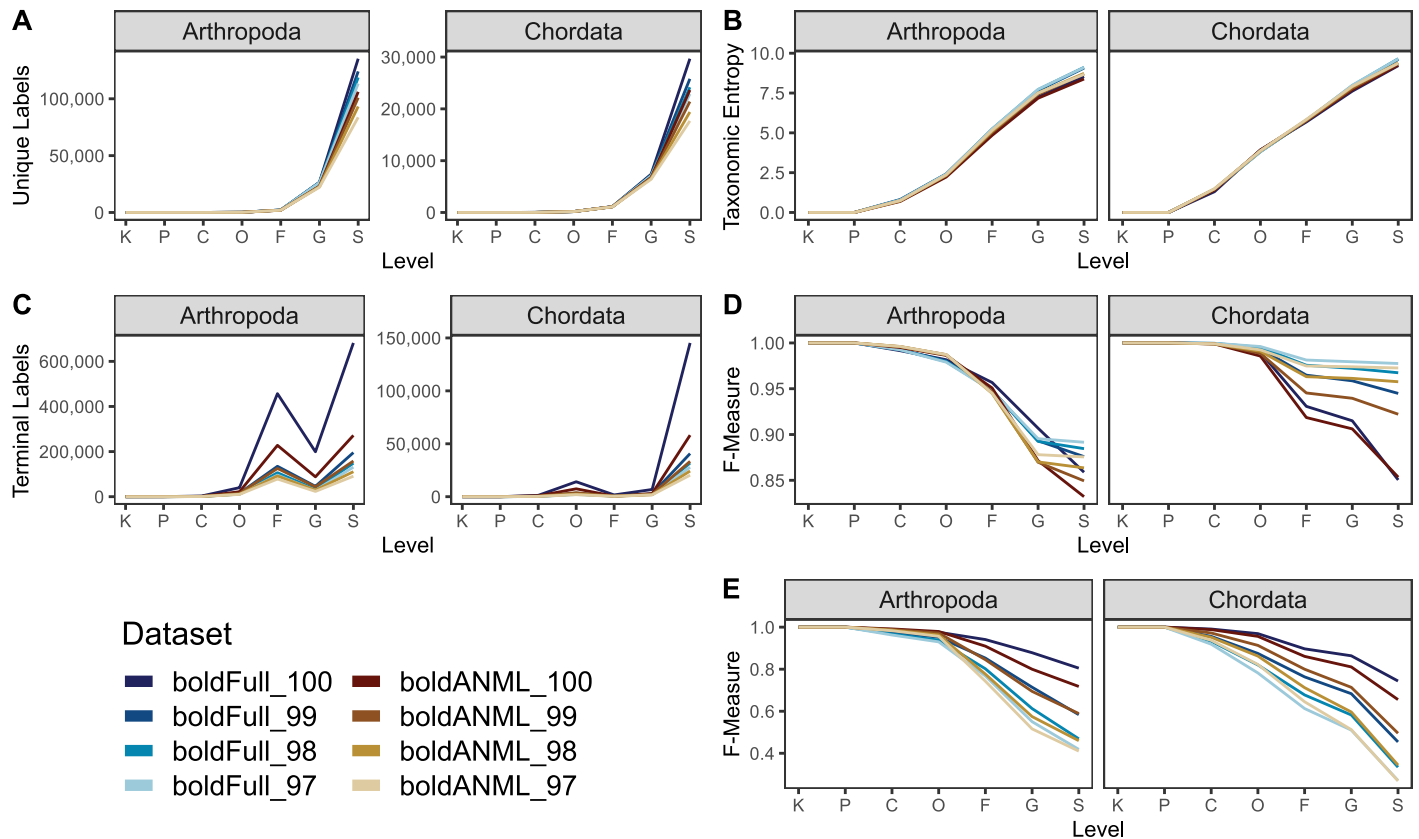 A
Arthropoda
Chordata
Unique Labels
100,000
50,000
0
30,000
20,000
10,000
0
K P C O F G S
K P C O F G S
Level
B
Arthropoda
Chordata
Taxonomic Entropy
10.0
7.5
5.0
2.5
0.0
K P C O F G S
K P C O F G S
Level
C
Arthropoda
Chordata
Terminal Labels
600,000
400,000
200,000
0
150,000
100,000
50,000
0
K P C O F G S
K P C O F G S
Level
D
Arthropoda
Chordata
F-Measure
1.00
0.95
0.90
0.85
K P C O F G S
K P C O F G S
Level
Dataset
boldFull_100
boldFull_99
boldFull_98
boldFull_97
boldANML_100
boldANML_99
boldANML_98
boldANML_97
E
Arthropoda
Chordata
F-Measure
1.0
0.8
0.6
0.4
K P C O F G S
K P C O F G S
Level